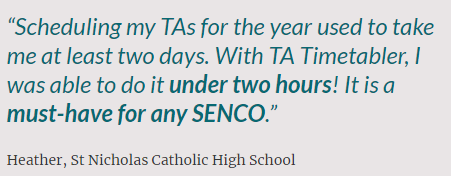 “Scheduling my TAs for the year used to take
me at least two days. With TA Timetabler, I
was able to do it under two hours! It is a
must-have for any SENCO.”
Heather, St Nicholas Catholic High School